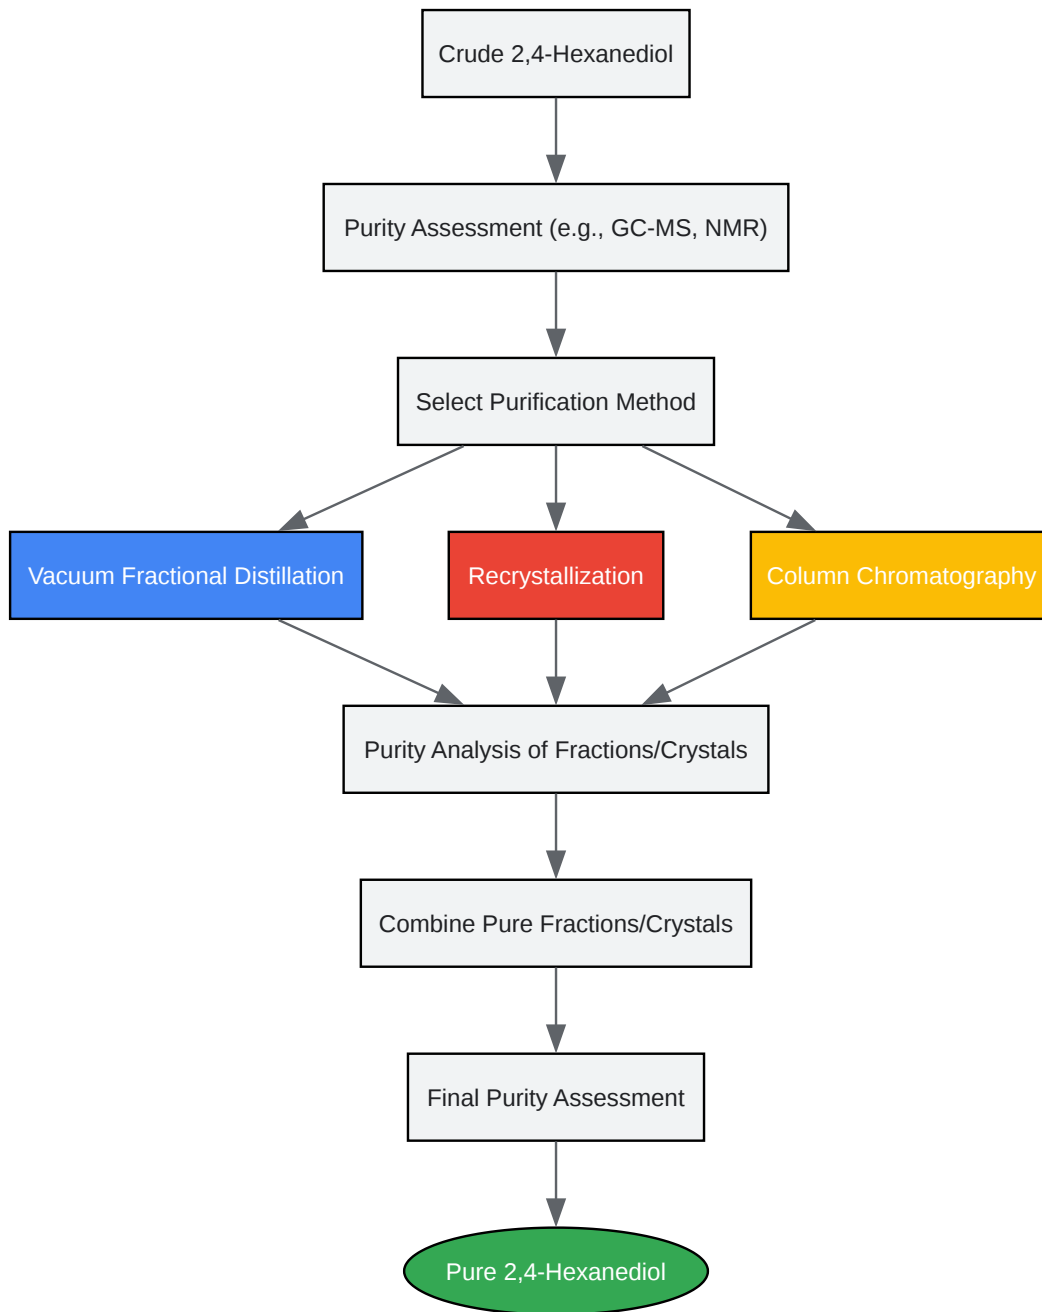 Crude 2,4-Hexanediol
Purity Assessment (e.g., GC-MS, NMR)
Select Purification Method
Vacuum Fractional Distillation
Recrystallization
Column Chromatography
Purity Analysis of Fractions/Crystals
Combine Pure Fractions/Crystals
Final Purity Assessment
Pure 2,4-Hexanediol